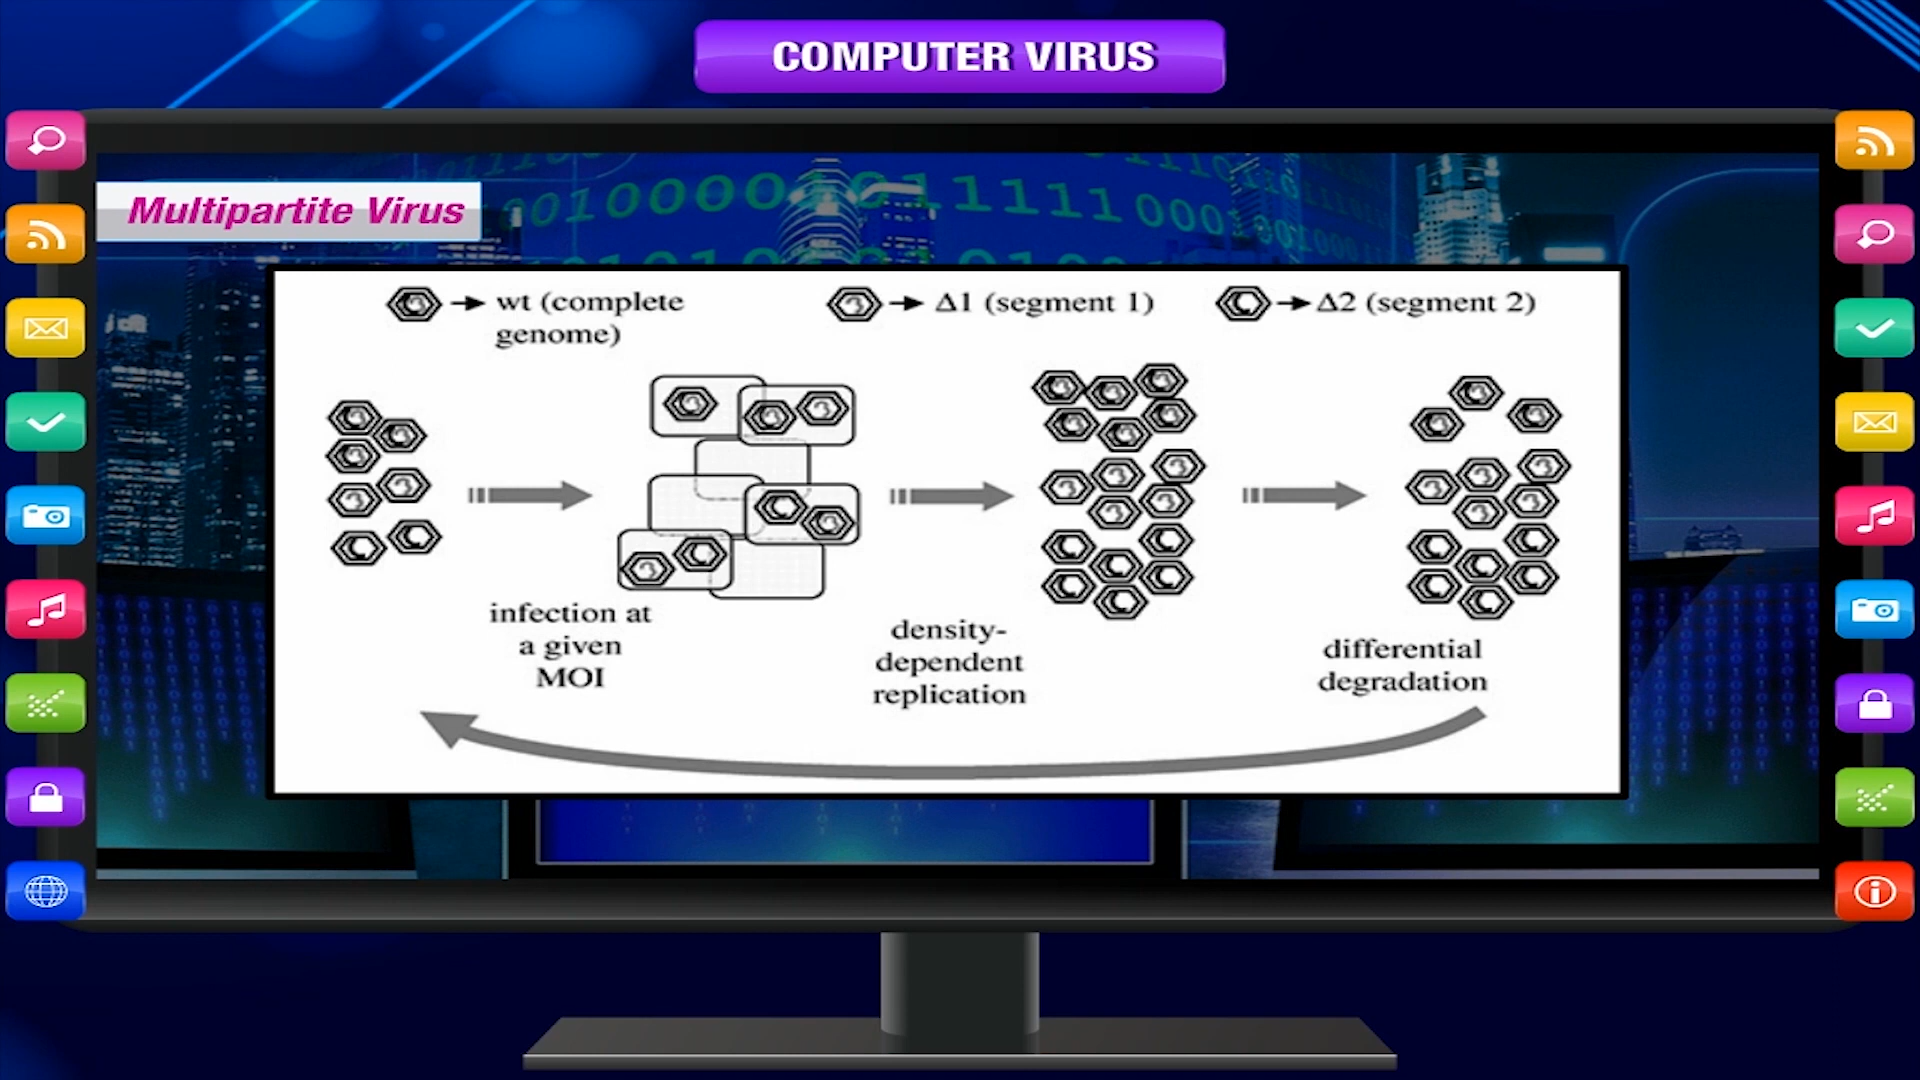 COMPUTER VIRUS
Multipartite Virus
wt (complete
genome)
Δ1 (segment 1)
Δ2 (segment 2)
infection at
a given
MOI
density-
dependent
replication
differential
degradation